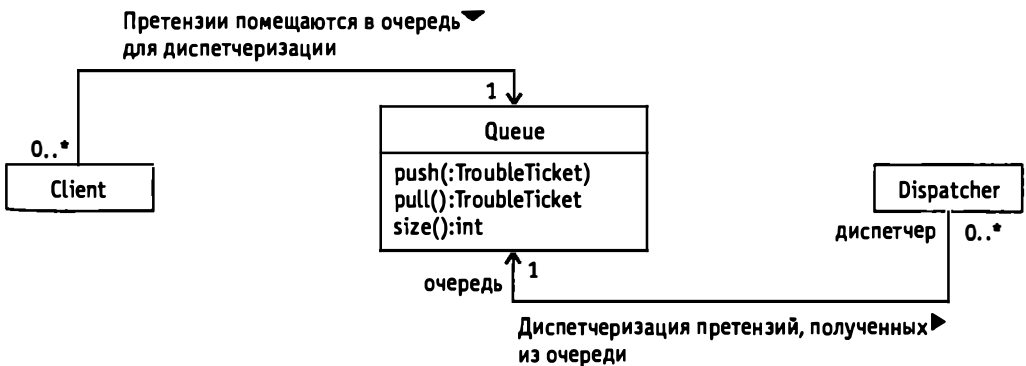 Претензии помещаются в очередь
для диспетчеризации
1
Queue
0..*
Client
push(:TroubleTicket)
pull():TroubleTicket
size():int
Dispatcher
диспетчер 0..*
очередь 1
Диспетчеризация претензий, полученных
из очереди